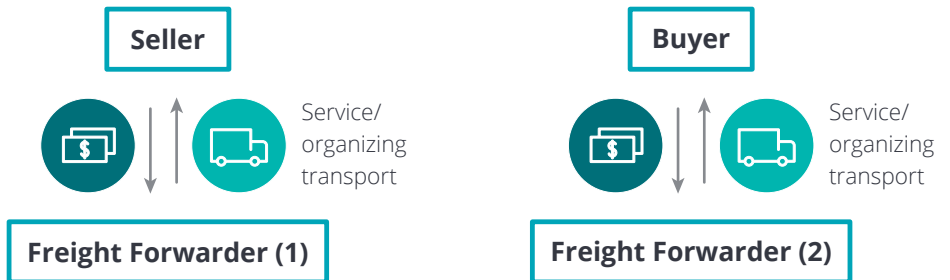 Seller
Buyer
$
Service/
organizing
transport
$
Service/
organizing
transport
Freight Forwarder (1)
Freight Forwarder (2)